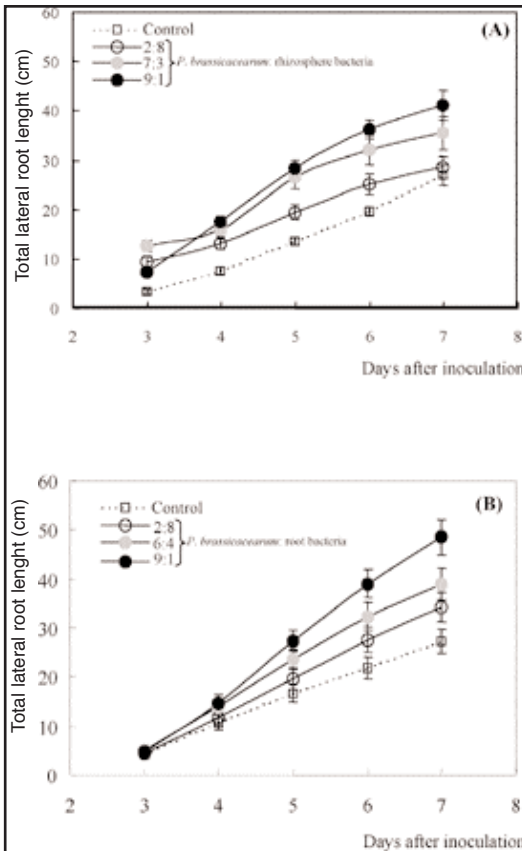 (A)
Control
2:8
7:3 P. brassicacearum: rhizosphere bacteria
9:1
Total lateral root lenght (cm)
60
50
40
30
20
10
0
2 3 4 5 6 7 8
Days after inoculation
(B)
Control
2:8
6:4 P. brassicacearum: root bacteria
9:1
Total lateral root lenght (cm)
60
50
40
30
20
10
0
2 3 4 5 6 7 8
Days after inoculation